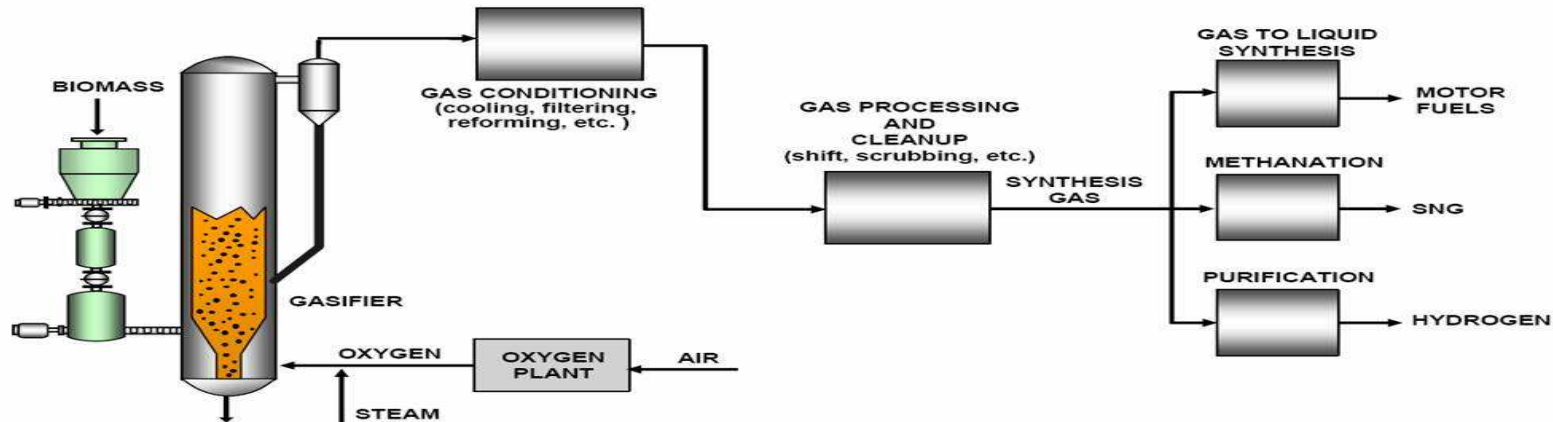 BIOMASS
GAS CONDITIONING
(cooling, filtering,
reforming, etc. )
GAS PROCESSING
AND
CLEANUP
(shift, scrubbing, etc.)
SYNTHESIS
GAS
GAS TO LIQUID
SYNTHESIS
MOTOR
FUELS
METHANATION
SNG
PURIFICATION
HYDROGEN
GASIFIER
OXYGEN
OXYGEN
PLANT
AIR
STEAM